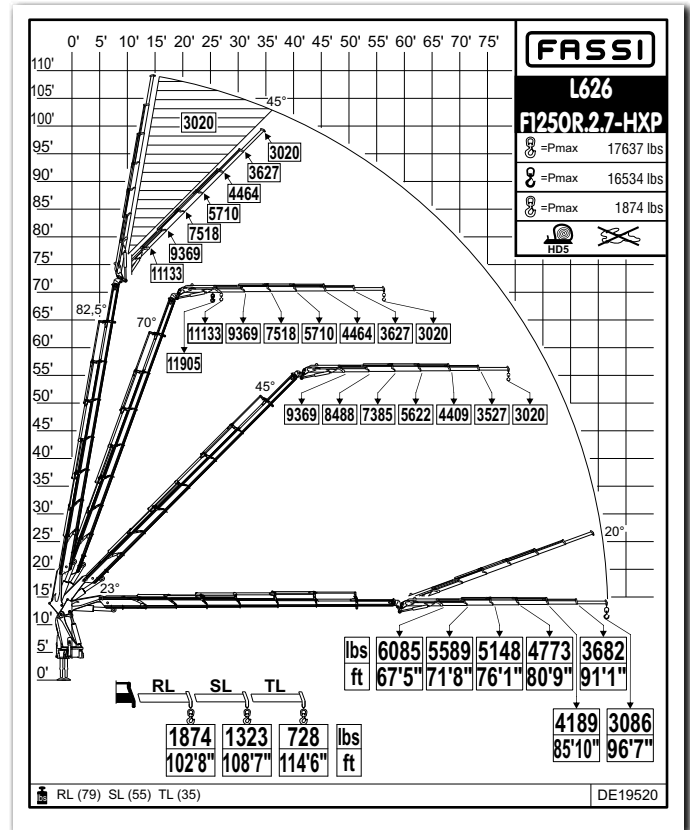 0' 5' 10' 15' 20' 25' 30' 35' 40' 45' 50' 55' 60' 65' 70' 75'
FASSI
L626
F1250R.2.7-HXP
=Pmax 17637 lbs
=Pmax 16534 lbs
=Pmax 1874 lbs
HD5
110'
105'
100'
95'
90'
85'
80'
75'
70'
65'
60'
55'
50'
45'
40'
35'
30'
25'
20'
15'
10'
5'
0'
45°
3020
3020
3627
4464
5710
7518
9369
11133
82,5°
70°
11133 9369 7518 5710 4464 3627 3020
11905
45°
9369 8488 7385 5622 4409 3527 3020
20°
23°
lbs 6085 5589 5148 4773 3682
ft 67'5" 71'8" 76'1" 80'9" 91'1"
4189 3086
85'10" 96'7"
RL SL TL
1874 1323 728 lbs
102'8" 108'7" 114'6" ft
lbs RL (79) SL (55) TL (35)
DE19520